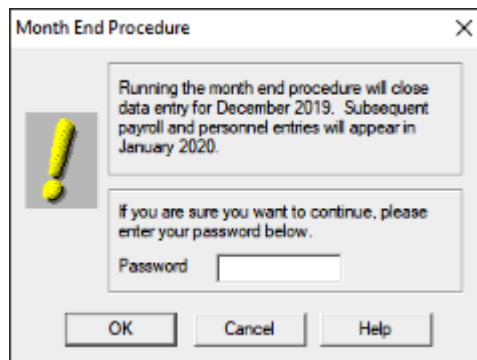 Month End Procedure
Running the month end procedure will close
data entry for December 2019. Subsequent
payroll and personnel entries will appear in
January 2020.
If you are sure you want to continue, please
enter your password below.
Password
OK Cancel Help